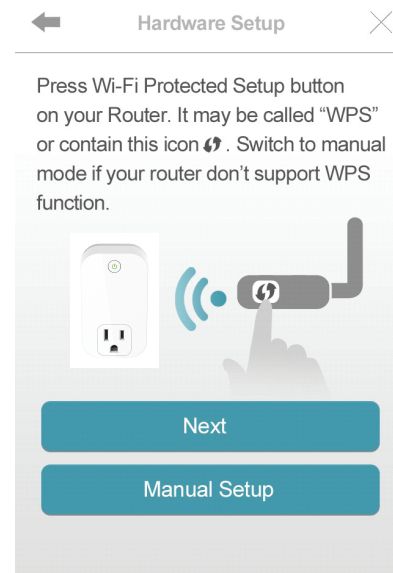 Hardware Setup
Press Wi-Fi Protected Setup button
on your Router. It may be called “WPS”
or contain this icon . Switch to manual
mode if your router don't support WPS
function.
Next
Manual Setup